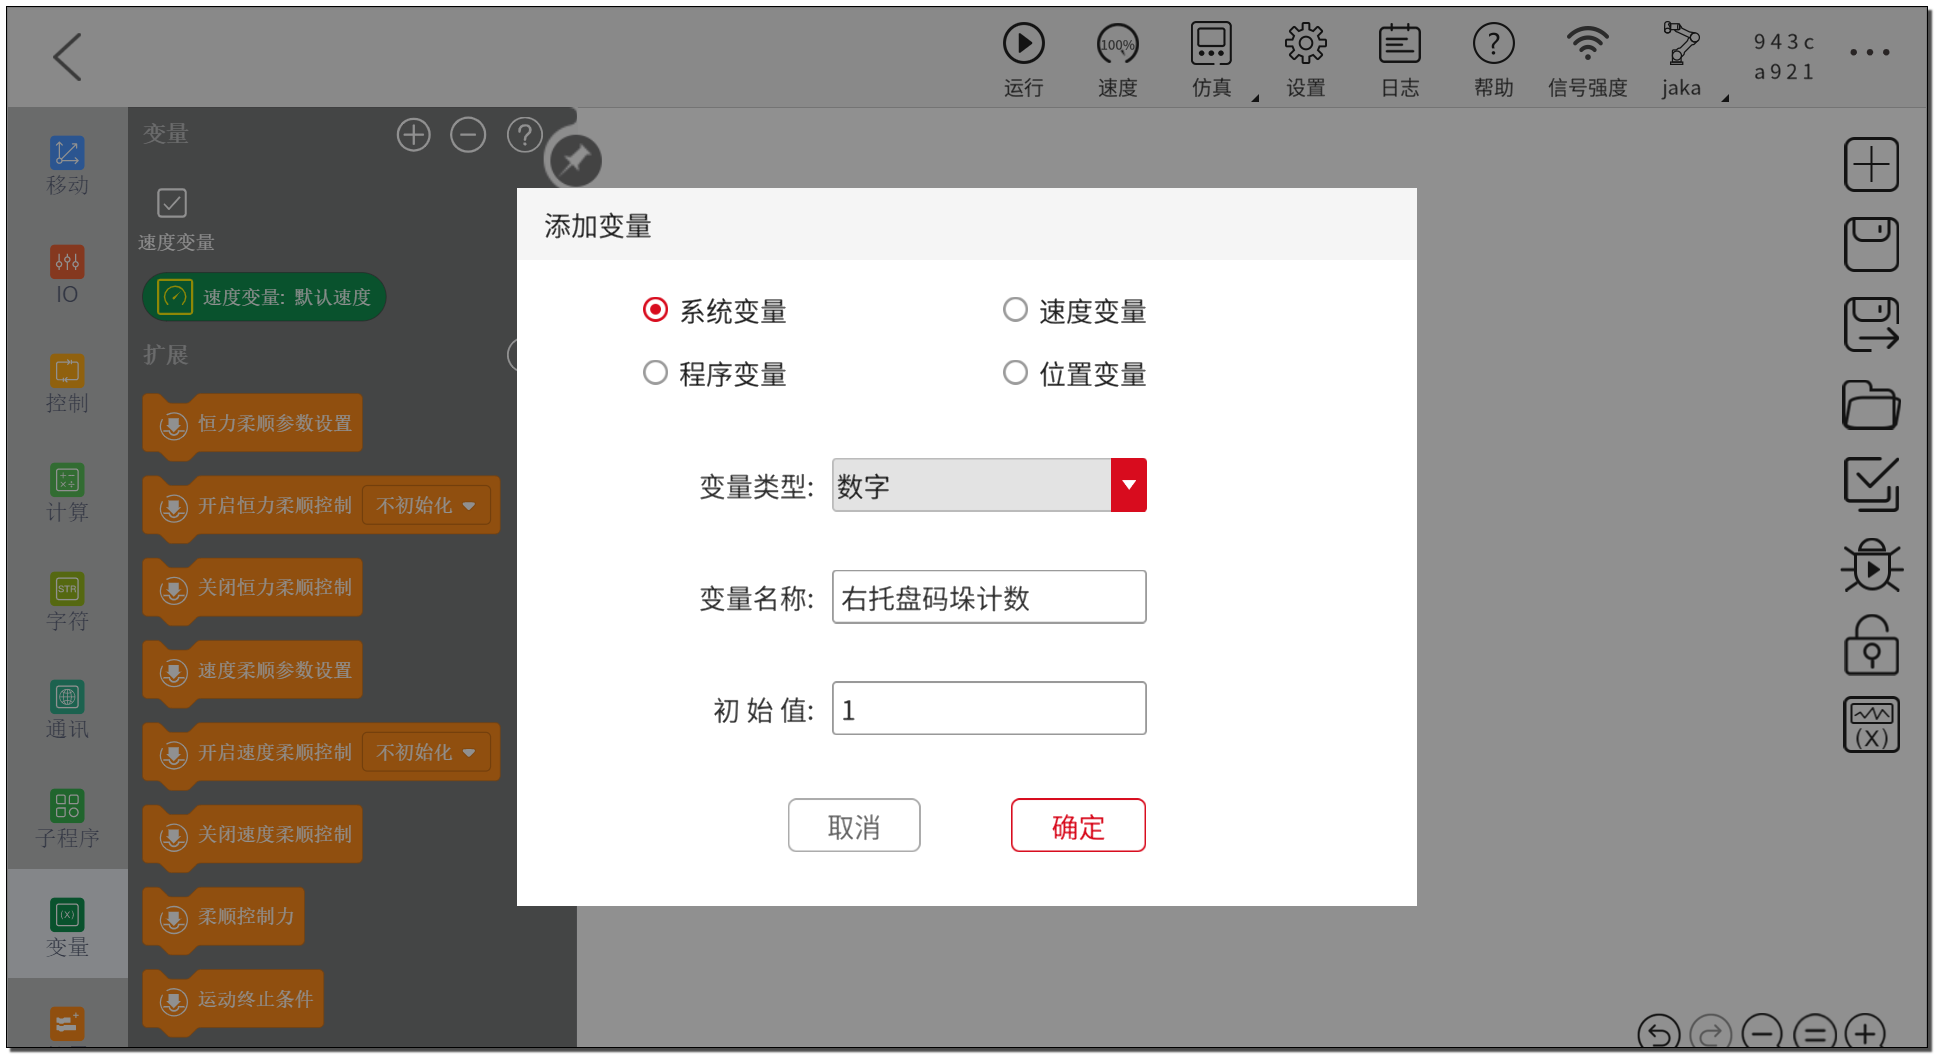 100%
运行
速度
仿真
设置
日志
帮助
信号强度
jaka
943c
a921
移动
IO
控制
计算
STR
字符
通讯
子程序
(X)
变量
变量
速度变量
速度变量: 默认速度
扩展
恒力柔顺参数设置
开启恒力柔顺控制 不初始化
关闭恒力柔顺控制
速度柔顺参数设置
开启速度柔顺控制 不初始化
关闭速度柔顺控制
柔顺控制力
运动终止条件
添加变量
系统变量 速度变量
程序变量 位置变量
变量类型: 数字
变量名称: 右托盘码垛计数
初 始 值: 1
取消 确定
(X)